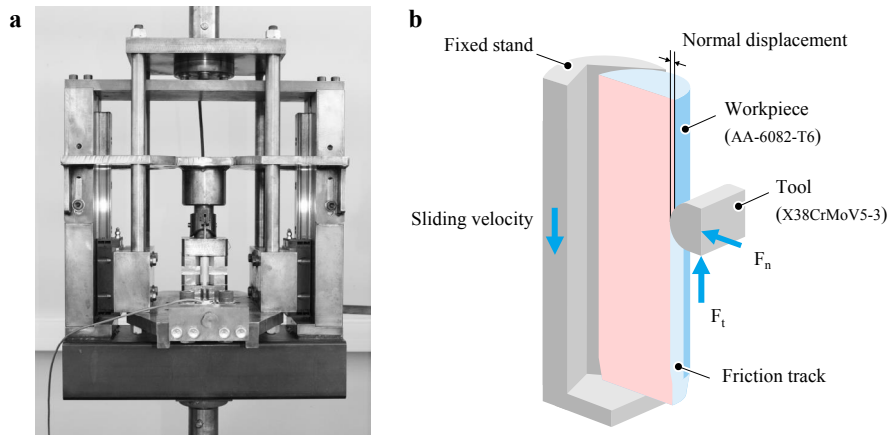 a
b
Fixed stand
Normal displacement
Workpiece
(AA-6082-T6)
Tool
(X38CrMoV5-3)
Sliding velocity
Fₙ
Fₜ
Friction track